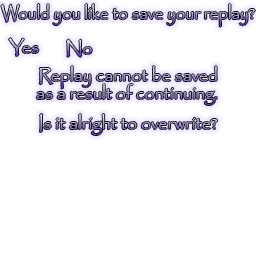 Would you like to save your replay?
Yes No
Replay cannot be saved
as a result of continuing.
Is it alright to overwrite?